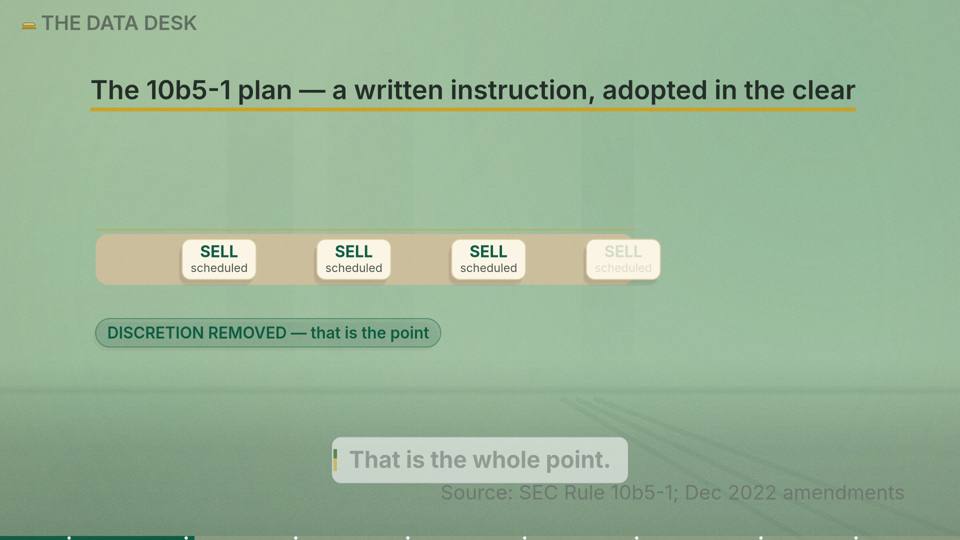 THE DATA DESK
The 10b5-1 plan — a written instruction, adopted in the clear
SELL SELL SELL SELL
scheduled scheduled scheduled scheduled
DISCRETION REMOVED — that is the point
That is the whole point.
Source: SEC Rule 10b5-1; Dec 2022 amendments